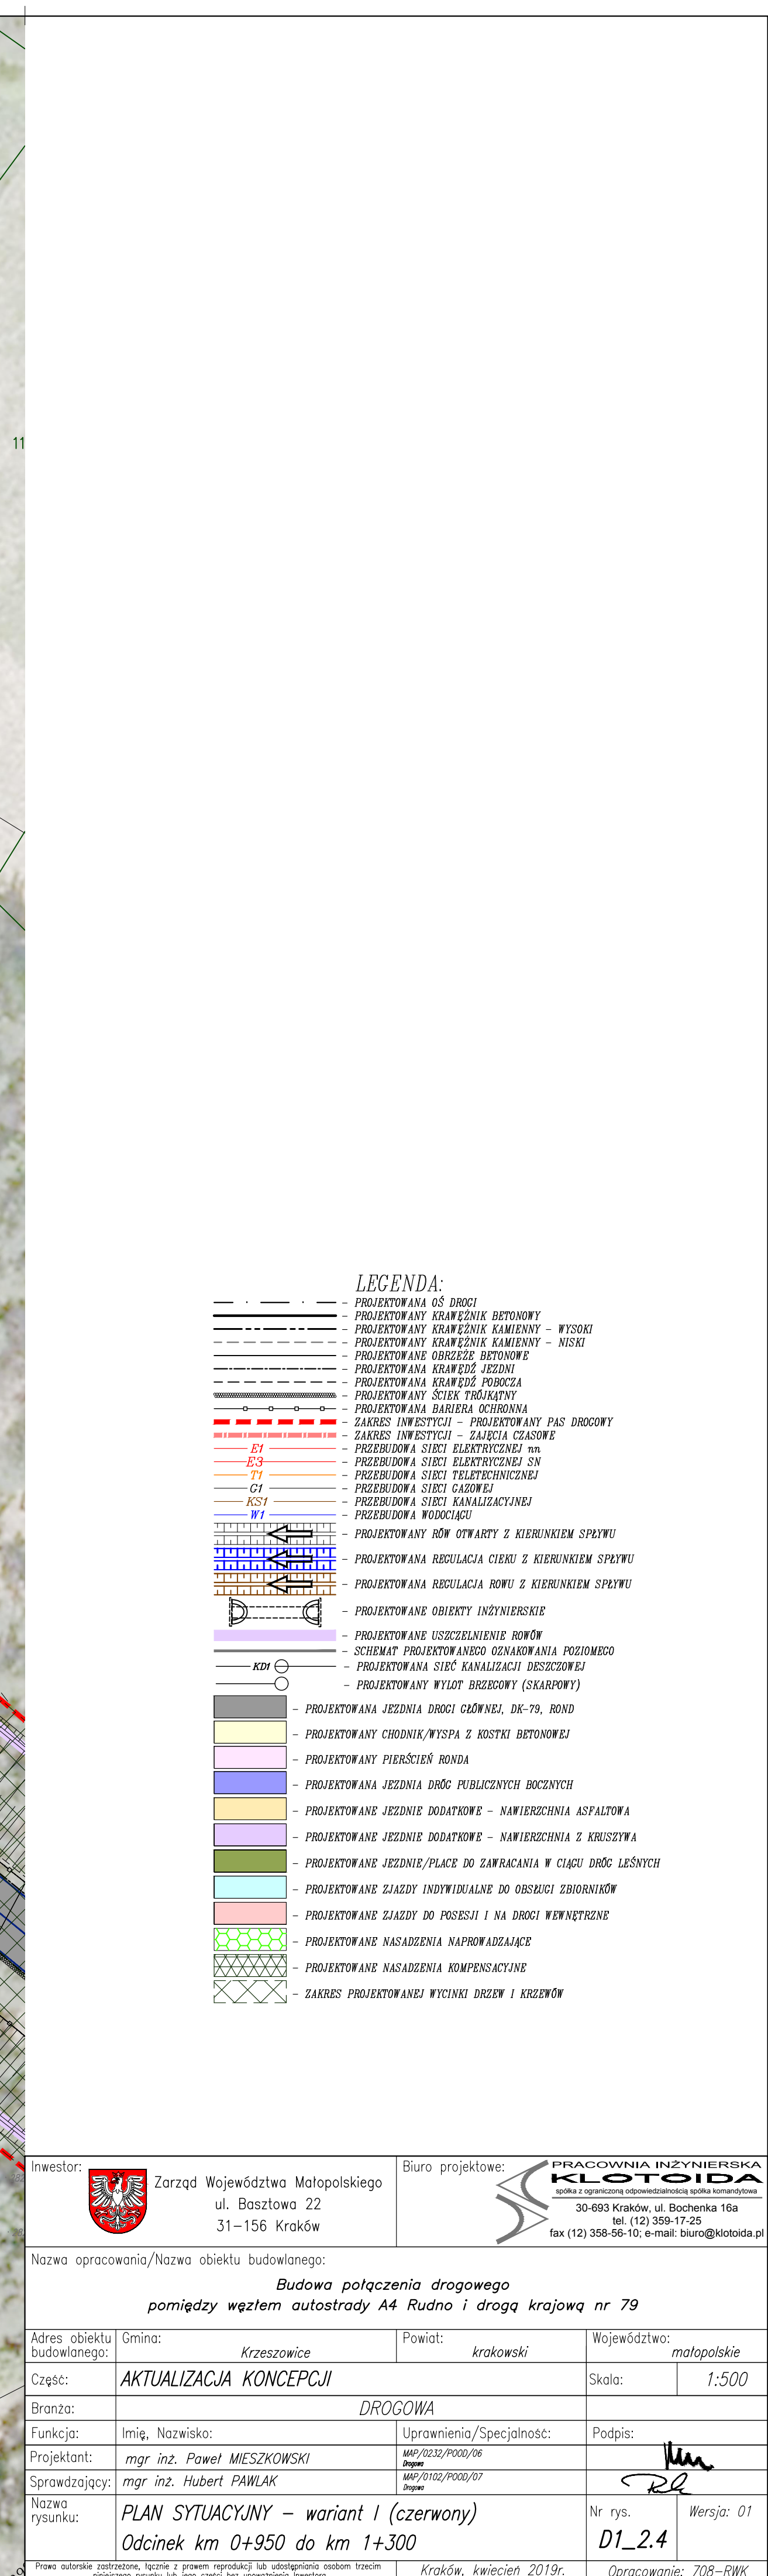 11
LEGENDA:
- PROJEKTOWANA OŚ DROGI
- PROJEKTOWANY KRAWĘŻNIK BETONOWY
- PROJEKTOWANY KRAWĘŻNIK KAMIENNY - WYSOKI
- PROJEKTOWANY KRAWĘŻNIK KAMIENNY - NISKI
- PROJEKTOWANE OBRZEŻE BETONOWE
- PROJEKTOWANA KRAWĘDŹ JEZDNI
- PROJEKTOWANA KRAWĘDŹ POBOCZA
- PROJEKTOWANY ŚCIEK TRÓJKĄTNY
- PROJEKTOWANA BARIERA OCHRONNA
- ZAKRES INWESTYCJI - PROJEKTOWANY PAS DROGOWY
- ZAKRES INWESTYCJI - ZAJĘCIA CZASOWE
E1 - PRZEBUDOWA SIECI ELEKTRYCZNEJ nn
E3 - PRZEBUDOWA SIECI ELEKTRYCZNEJ SN
T1 - PRZEBUDOWA SIECI TELETECHNICZNEJ
G1 - PRZEBUDOWA SIECI GAZOWEJ
KS1 - PRZEBUDOWA SIECI KANALIZACYJNEJ
W1 - PRZEBUDOWA WODOCIĄGU
- PROJEKTOWANY RÓW OTWARTY Z KIERUNKIEM SPŁYWU
- PROJEKTOWANA REGULACJA CIEKU Z KIERUNKIEM SPŁYWU
- PROJEKTOWANA REGULACJA ROWU Z KIERUNKIEM SPŁYWU
- PROJEKTOWANE OBIEKTY INŻYNIERSKIE
- PROJEKTOWANE USZCZELNIENIE ROWÓW
- SCHEMAT PROJEKTOWANEGO OZNAKOWANIA POZIOMEGO
KD1 - PROJEKTOWANA SIEĆ KANALIZACJI DESZCZOWEJ
- PROJEKTOWANY WYLOT BRZEGOWY (SKARPOWY)
- PROJEKTOWANA JEZDNIA DROGI GŁÓWNEJ, DK-79, ROND
- PROJEKTOWANY CHODNIK/WYSPA Z KOSTKI BETONOWEJ
- PROJEKTOWANY PIERŚCIEŃ RONDA
- PROJEKTOWANA JEZDNIA DRÓG PUBLICZNYCH BOCZNYCH
- PROJEKTOWANE JEZDNIE DODATKOWE - NAWIERZCHNIA ASFALTOWA
- PROJEKTOWANE JEZDNIE DODATKOWE - NAWIERZCHNIA Z KRUSZYWA
- PROJEKTOWANE JEZDNIE/PLACE DO ZAWRACANIA W CIĄGU DRÓG LEŚNYCH
- PROJEKTOWANE ZJAZDY INDYWIDUALNE DO OBSŁUGI ZBIORNIKÓW
- PROJEKTOWANE ZJAZDY DO POSESJI I NA DROGI WEWNĘTRZNE
- PROJEKTOWANE NASADZENIA NAPROWADZAJĄCE
- PROJEKTOWANE NASADZENIA KOMPENSACYJNE
- ZAKRES PROJEKTOWANEJ WYCINKI DRZEW I KRZEWÓW
Inwestor:
Zarząd Województwa Małopolskiego
ul. Basztowa 22
31-156 Kraków
Biuro projektowe:
PRACOWNIA INŻYNIERSKA
KLOTOIDA
spółka z ograniczoną odpowiedzialnością spółka komandytowa
30-693 Kraków, ul. Bochenka 16a
tel. (12) 359-17-25
fax (12) 358-56-10; e-mail: biuro@klotoida.pl
Nazwa opracowania/Nazwa obiektu budowlanego:
Budowa połączenia drogowego
pomiędzy węzłem autostrady A4 Rudno i drogą krajową nr 79
Adres obiektu budowlanego: Gmina: Krzeszowice Powiat: krakowski Województwo: małopolskie
Część: AKTUALIZACJA KONCEPCJI Skala: 1:500
Branża: DROGOWA
Funkcja: Imię, Nazwisko: Uprawnienia/Specjalność: Podpis:
Projektant: mgr inż. Paweł MIESZKOWSKI MAP/0232/POOD/06
Drogowa
Sprawdzający: mgr inż. Hubert PAWLAK MAP/0102/POOD/07
Drogowa
Nazwa rysunku: PLAN SYTUACYJNY - wariant I (czerwony)
Odcinek km 0+950 do km 1+300
Nr rys. D1_2.4 Wersja: 01
Prawa autorskie zastrzeżone, łącznie z prawem reprodukcji lub udostępniania osobom trzecim
niniejszego rysunku lub jego części bez upoważnienia Inwestora
Kraków, kwiecień 2019r. Opracowanie: 708-RWK